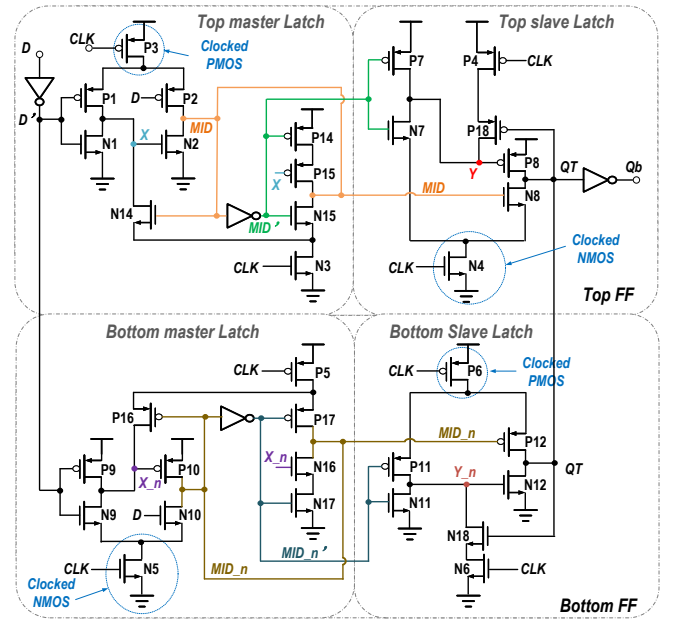 Top master Latch
Top slave Latch
CLK
P3
Clocked
PMOS
D
P1
D
P2
D'
N1
X
N2
MID
P14
X
P15
N14
MID'
N15
CLK
N3
P7
P4
CLK
N7
P18
Y
P8
QT
Qb
MID
N8
Clocked
NMOS
CLK
N4
Top FF
Bottom master Latch
Bottom Slave Latch
CLK
P5
CLK
P6
Clocked
PMOS
P16
P17
MID_n
P12
P9
X_n
P10
X_n
N16
P11
QT
N9
D
N10
N17
N11
Y_n
N12
MID_n'
N18
CLK
N5
MID_n
N6
CLK
Clocked
NMOS
Bottom FF